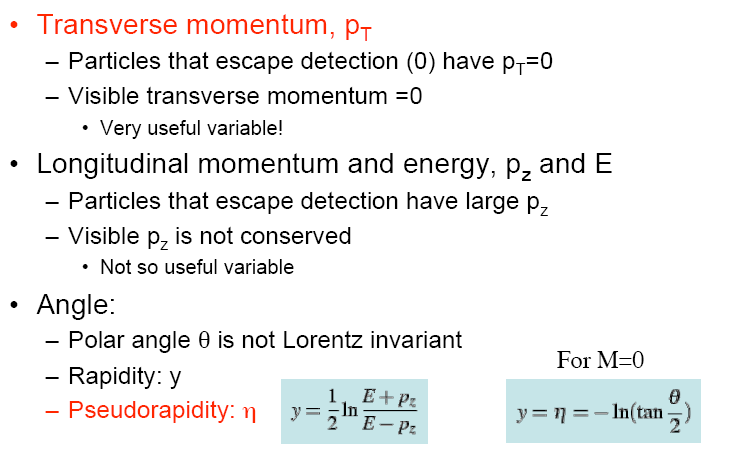 • Transverse momentum, p_T
– Particles that escape detection (0) have p_T=0
– Visible transverse momentum =0
• Very useful variable!
• Longitudinal momentum and energy, p_z and E
– Particles that escape detection have large p_z
– Visible p_z is not conserved
• Not so useful variable
• Angle:
– Polar angle θ is not Lorentz invariant
– Rapidity: y
– Pseudorapidity: η
y = \frac{1}{2} ln \frac{E + p_z}{E − p_z}
For M=0
y = η = − ln(tan \frac{θ}{2})